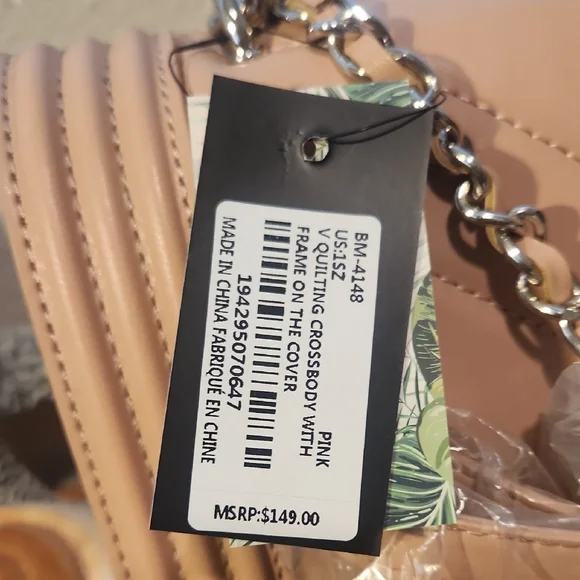 BM-4148
US:1SZ PINK
V QUILTING CROSSBODY WITH
FRAME ON THE COVER
194295070647
MADE IN CHINA FABRIQUÉ EN CHINE
MSRP:$149.00